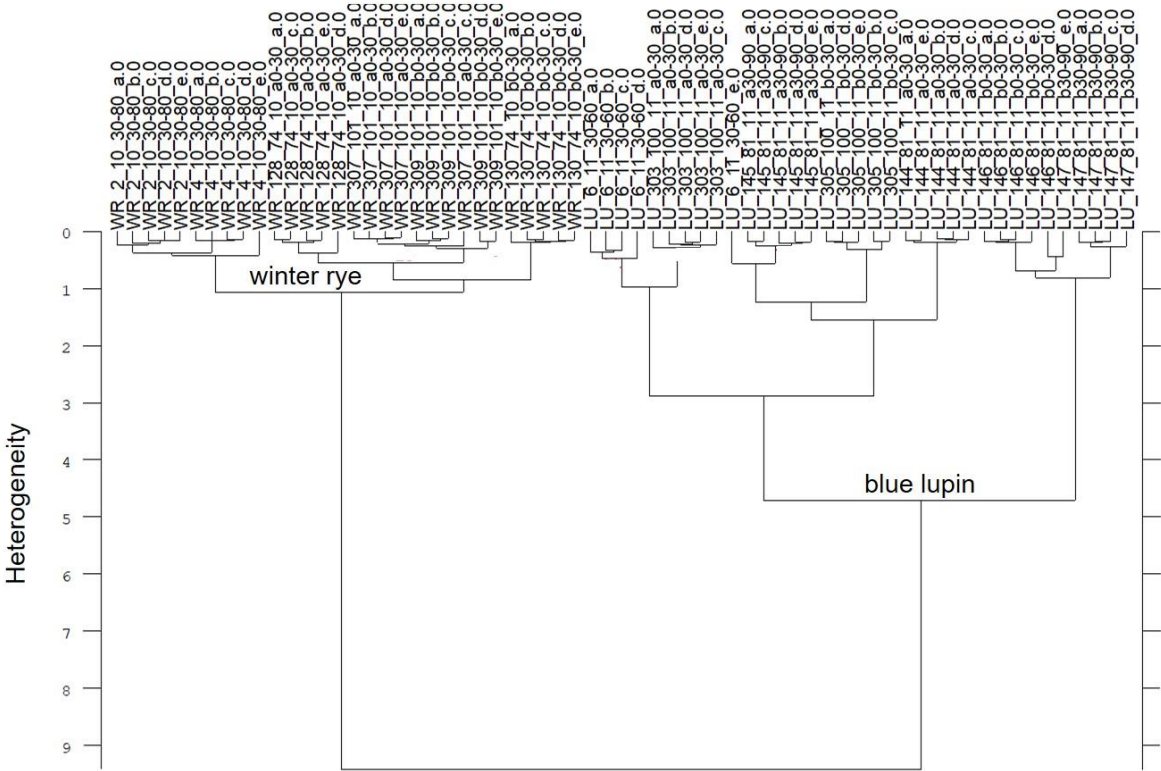 WR_2_10_30-80_a.0
WR_2_10_30-80_b.0
WR_2_10_30-80_c.0
WR_2_10_30-80_d.0
WR_2_10_30-80_e.0
WR_4_10_30-80_a.0
WR_4_10_30-80_b.0
WR_4_10_30-80_c.0
WR_4_10_30-80_d.0
WR_4_10_30-80_e.0
WR_128_74_10_a0-30_a.0
WR_128_74_10_a0-30_c.0
WR_128_74_10_a0-30_b.0
WR_128_74_10_a0-30_e.0
WR_128_74_10_a0-30_d.0
WR_307_101_10_a0-30_a.0
WR_307_101_10_a0-30_b.0
WR_307_101_10_a0-30_d.0
WR_307_101_10_a0-30_e.0
WR_309_101_10_b0-30_a.0
WR_309_101_10_b0-30_b.0
WR_309_101_10_b0-30_c.0
WR_307_101_10_a0-30_c.0
WR_309_101_10_b0-30_d.0
WR_309_101_10_b0-30_e.0
WR_130_74_10_b0-30_a.0
WR_130_74_10_b0-30_b.0
WR_130_74_10_b0-30_c.0
WR_130_74_10_b0-30_d.0
WR_130_74_10_b0-30_e.0
LU_6_11_30-60_a.0
LU_6_11_30-60_b.0
LU_6_11_30-60_c.0
LU_6_11_30-60_d.0
LU_303_100_11_a0-30_a.0
LU_303_100_11_a0-30_b.0
LU_303_100_11_a0-30_d.0
LU_303_100_11_a0-30_e.0
LU_303_100_11_a0-30_c.0
LU_6_11_30-60_e.0
LU_145_81_11_a30-90_a.0
LU_145_81_11_a30-90_c.0
LU_145_81_11_a30-90_b.0
LU_145_81_11_a30-90_d.0
LU_145_81_11_a30-90_e.0
LU_305_100_11_b0-30_a.0
LU_305_100_11_b0-30_d.0
LU_305_100_11_b0-30_e.0
LU_305_100_11_b0-30_b.0
LU_305_100_11_b0-30_c.0
LU_144_81_11_a0-30_a.0
LU_144_81_11_a0-30_e.0
LU_144_81_11_a0-30_b.0
LU_144_81_11_a0-30_d.0
LU_144_81_11_a0-30_c.0
LU_146_81_11_b0-30_a.0
LU_146_81_11_b0-30_b.0
LU_146_81_11_b0-30_c.0
LU_146_81_11_b0-30_e.0
LU_146_81_11_b0-30_d.0
LU_147_81_11_b30-90_e.0
LU_147_81_11_b30-90_a.0
LU_147_81_11_b30-90_b.0
LU_147_81_11_b30-90_c.0
LU_147_81_11_b30-90_d.0
0
winter rye
1
2
3
4
Heterogeneity
blue lupin
5
6
7
8
9